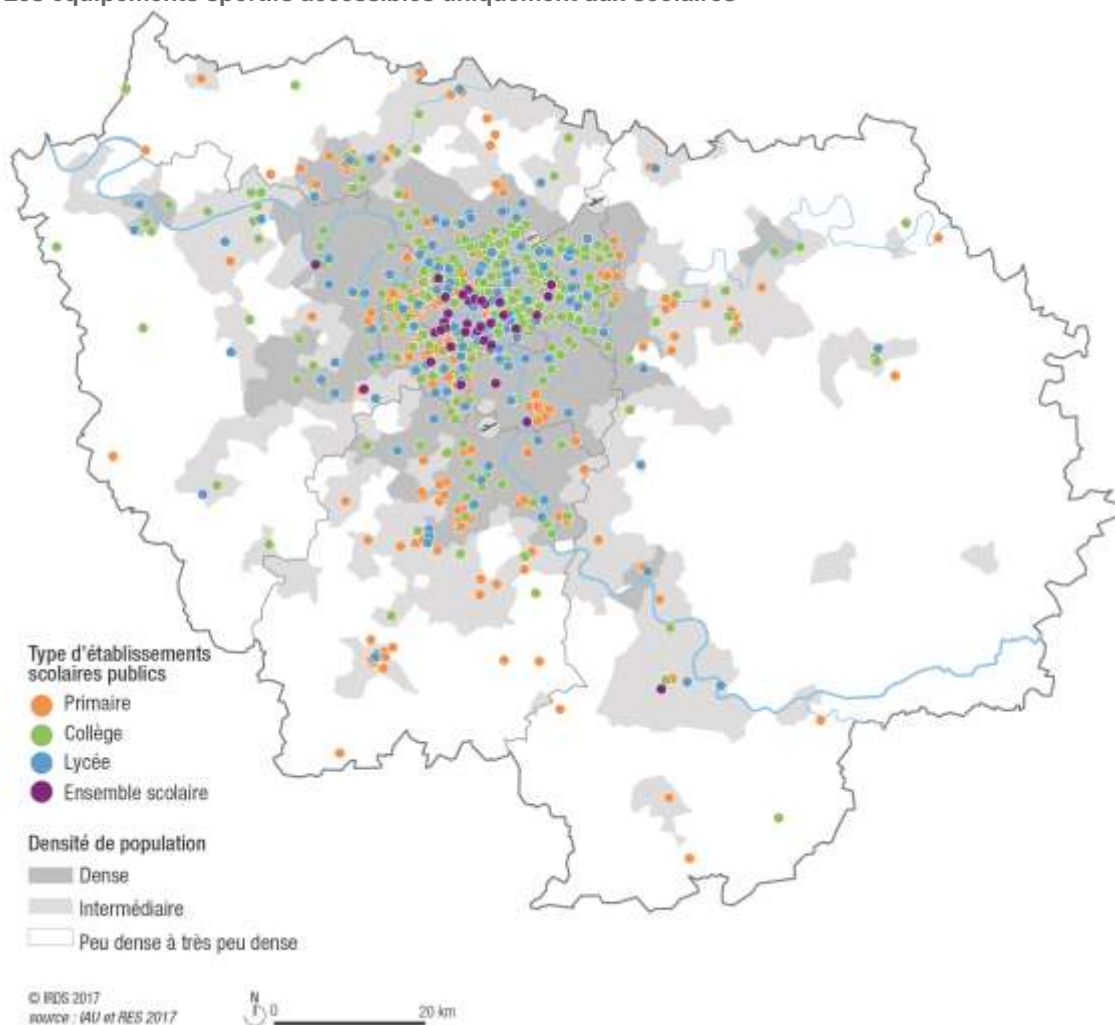 Les équipements sportifs accessibles uniquement aux scolaires
Type d'établissements
scolaires publics
Primaire
Collège
Lycée
Ensemble scolaire
Densité de population
Dense
Intermédiaire
Peu dense à très peu dense
© IRDS 2017
source : IAU et RES 2017
N
0
20 km